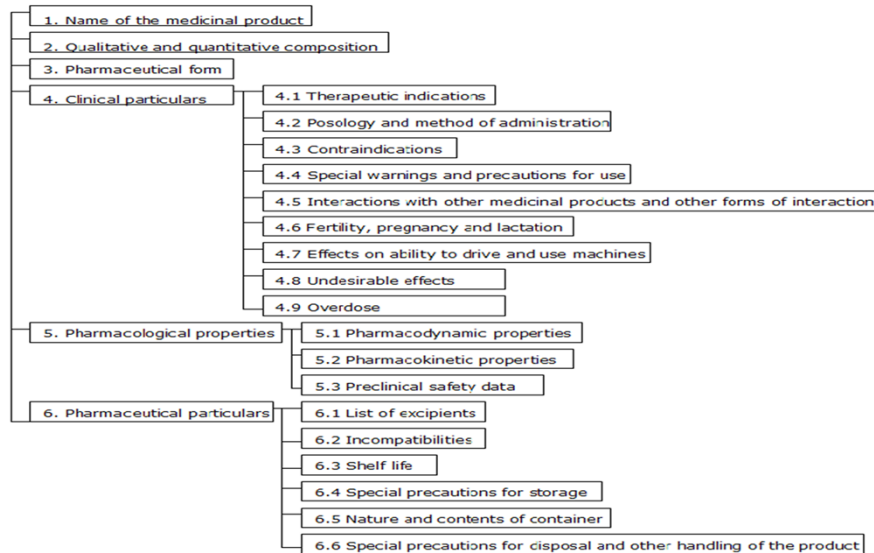 1. Name of the medicinal product
2. Qualitative and quantitative composition
3. Pharmaceutical form
4. Clinical particulars
4.1 Therapeutic indications
4.2 Posology and method of administration
4.3 Contraindications
4.4 Special warnings and precautions for use
4.5 Interactions with other medicinal products and other forms of interaction
4.6 Fertility, pregnancy and lactation
4.7 Effects on ability to drive and use machines
4.8 Undesirable effects
4.9 Overdose
5. Pharmacological properties
5.1 Pharmacodynamic properties
5.2 Pharmacokinetic properties
5.3 Preclinical safety data
6. Pharmaceutical particulars
6.1 List of excipients
6.2 Incompatibilities
6.3 Shelf life
6.4 Special precautions for storage
6.5 Nature and contents of container
6.6 Special precautions for disposal and other handling of the product